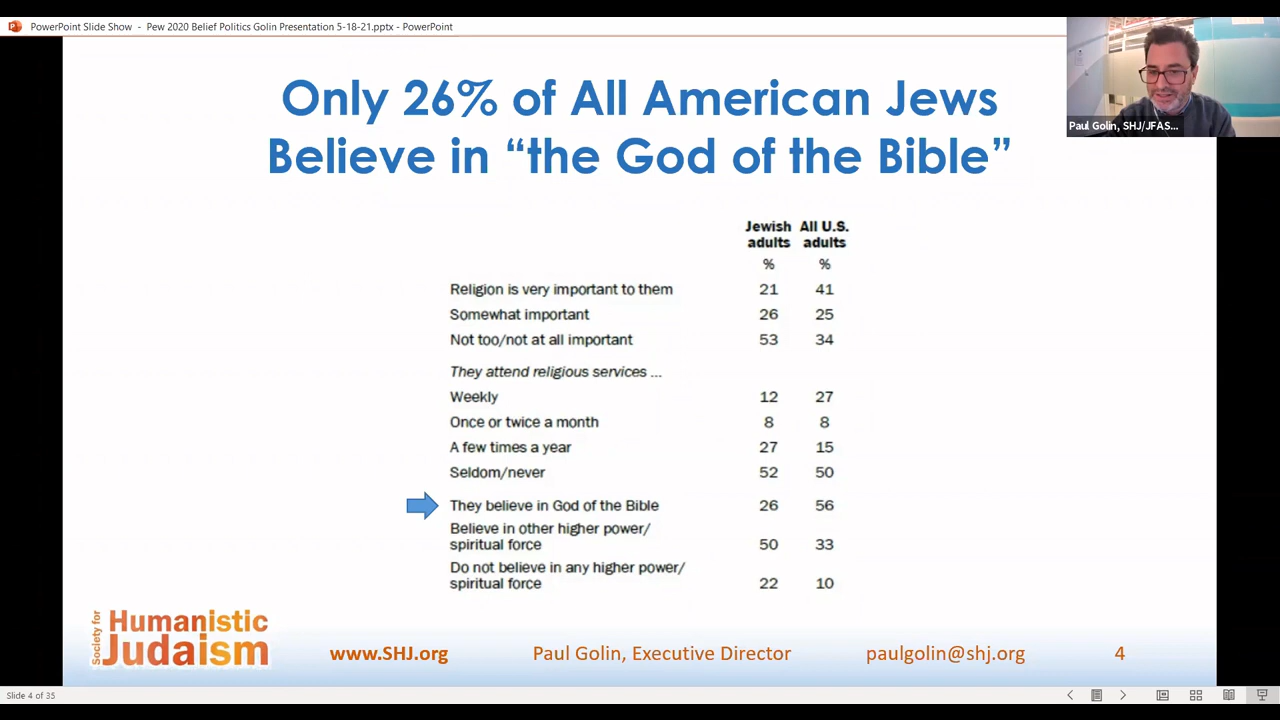 PowerPoint Slide Show - Pew 2020 Belief Politics Golin Presentation 5-18-21.pptx - PowerPoint
Paul Golin, SHJ/JFAS...
Only 26% of All American Jews
Believe in “the God of the Bible”
Jewish All U.S.
adults adults
% %
Religion is very important to them 21 41
Somewhat important 26 25
Not too/not at all important 53 34
They attend religious services ...
Weekly 12 27
Once or twice a month 8 8
A few times a year 27 15
Seldom/never 52 50
They believe in God of the Bible 26 56
Believe in other higher power/
spiritual force 50 33
Do not believe in any higher power/
spiritual force 22 10
Society for
Humanistic
Judaism
www.SHJ.org Paul Golin, Executive Director paulgolin@shj.org 4
Slide 4 of 35